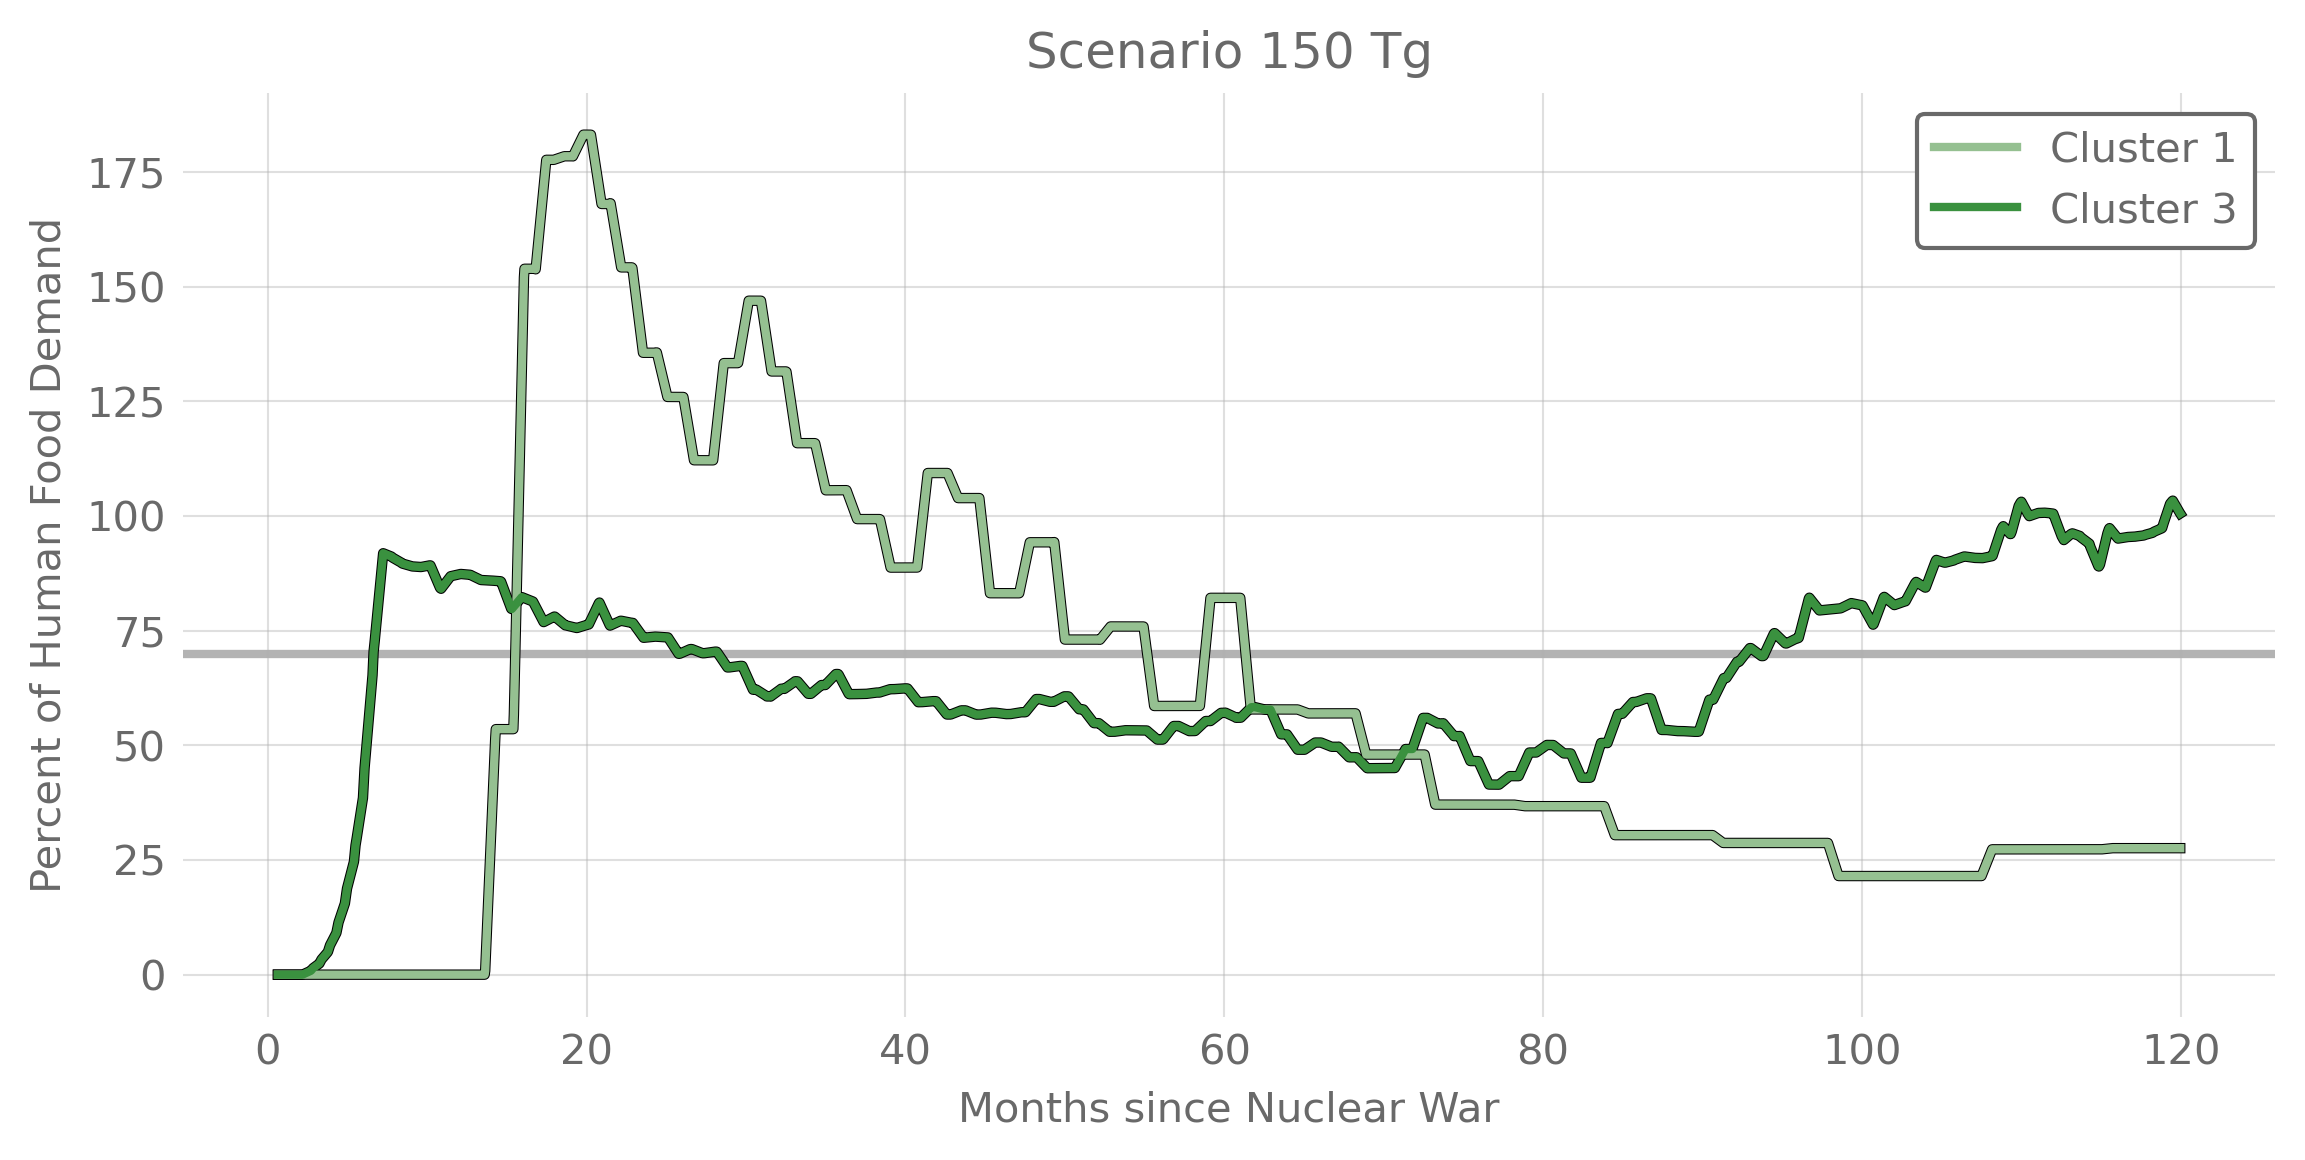 Scenario 150 Tg
Cluster 1
Cluster 3
Percent of Human Food Demand
175
150
125
100
75
50
25
0
0 20 40 60 80 100 120
Months since Nuclear War